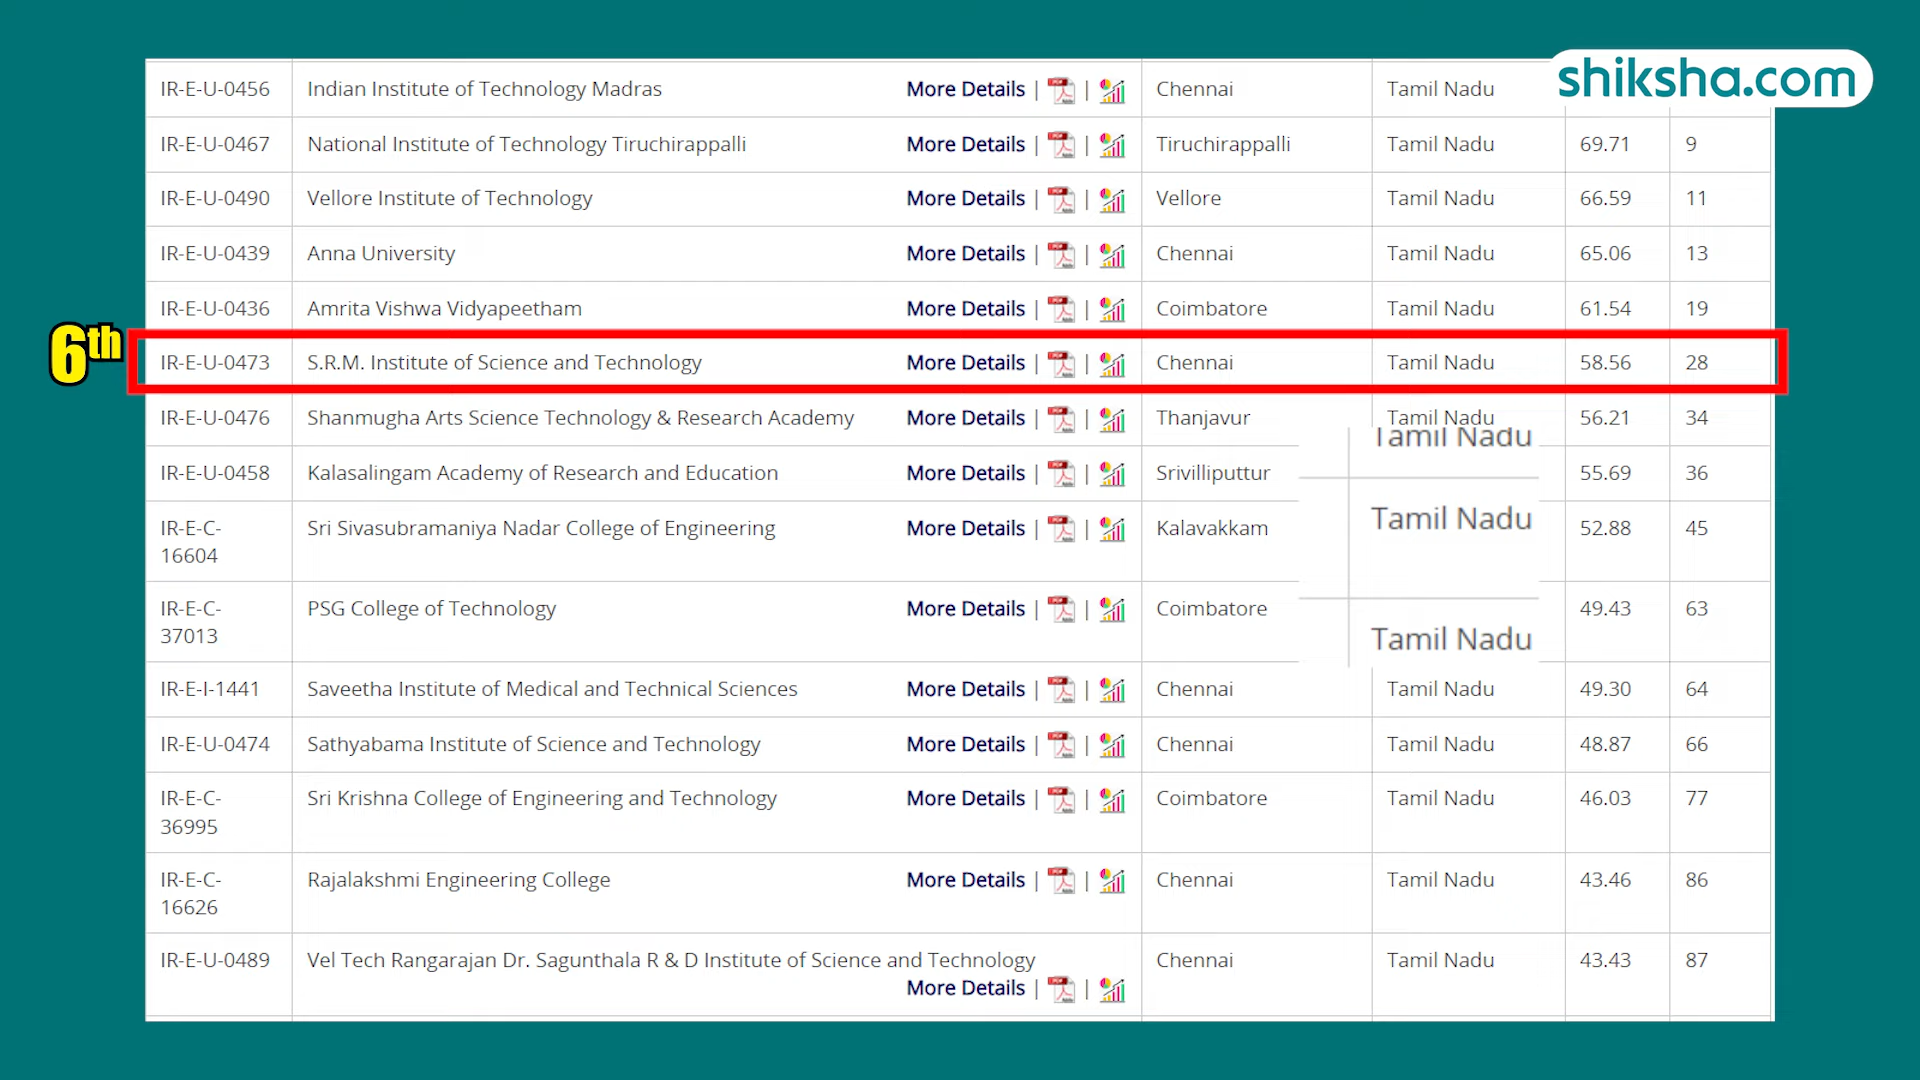 shiksha.com
IR-E-U-0456 Indian Institute of Technology Madras More Details | | Chennai Tamil Nadu
IR-E-U-0467 National Institute of Technology Tiruchirappalli More Details | | Tiruchirappalli Tamil Nadu 69.71 9
IR-E-U-0490 Vellore Institute of Technology More Details | | Vellore Tamil Nadu 66.59 11
IR-E-U-0439 Anna University More Details | | Chennai Tamil Nadu 65.06 13
IR-E-U-0436 Amrita Vishwa Vidyapeetham More Details | | Coimbatore Tamil Nadu 61.54 19
6th
IR-E-U-0473 S.R.M. Institute of Science and Technology More Details | | Chennai Tamil Nadu 58.56 28
IR-E-U-0476 Shanmugha Arts Science Technology & Research Academy More Details | | Thanjavur Tamil Nadu 56.21 34
Tamil Nadu
IR-E-U-0458 Kalasalingam Academy of Research and Education More Details | | Srivilliputtur 55.69 36
IR-E-C- Sri Sivasubramaniya Nadar College of Engineering More Details | | Kalavakkam Tamil Nadu 52.88 45
16604
IR-E-C- PSG College of Technology More Details | | Coimbatore 49.43 63
37013 Tamil Nadu
IR-E-I-1441 Saveetha Institute of Medical and Technical Sciences More Details | | Chennai Tamil Nadu 49.30 64
IR-E-U-0474 Sathyabama Institute of Science and Technology More Details | | Chennai Tamil Nadu 48.87 66
IR-E-C- Sri Krishna College of Engineering and Technology More Details | | Coimbatore Tamil Nadu 46.03 77
36995
IR-E-C- Rajalakshmi Engineering College More Details | | Chennai Tamil Nadu 43.46 86
16626
IR-E-U-0489 Vel Tech Rangarajan Dr. Sagunthala R & D Institute of Science and Technology Chennai Tamil Nadu 43.43 87
More Details | |